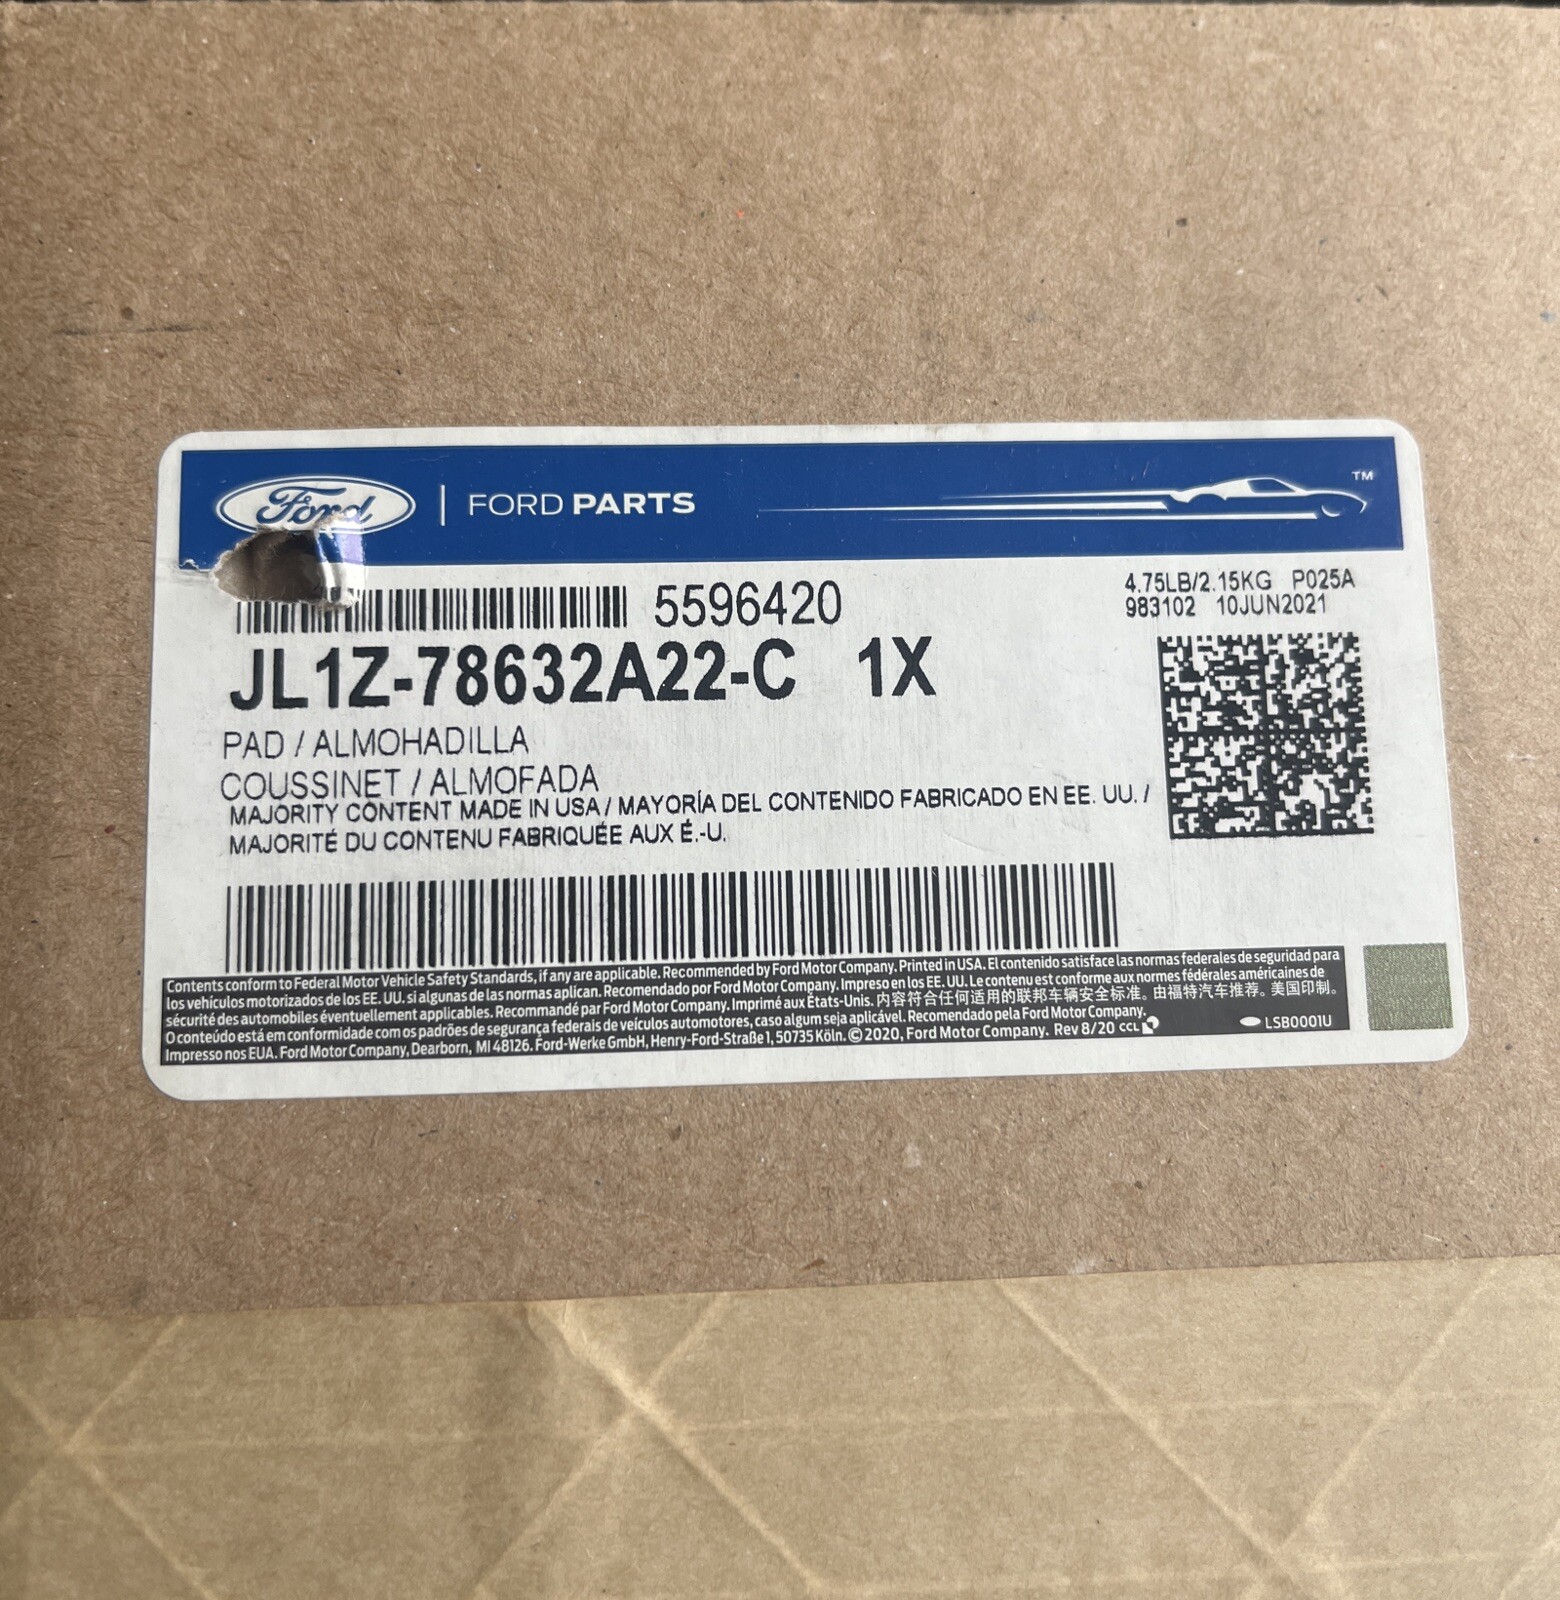 Ford | FORD PARTS
TM
5596420
4.75LB/2.15KG P025A
983102 10JUN2021
JL1Z-78632A22-C 1X
PAD / ALMOHADILLA
COUSSINET / ALMOFADA
MAJORITY CONTENT MADE IN USA / MAYORÍA DEL CONTENIDO FABRICADO EN EE. UU. /
MAJORITÉ DU CONTENU FABRIQUÉE AUX É.-U.
Contents conform to Federal Motor Vehicle Safety Standards, if any are applicable. Recommended by Ford Motor Company. Printed in USA. El contenido satisface las normas federales de seguridad para
los vehículos motorizados de los EE. UU. si algunas de las normas aplican. Recomendado por Ford Motor Company. Impreso en los EE. UU. Le contenu est conforme aux normes fédérales américaines de
sécurité des automobiles éventuellement applicables. Recommandé par Ford Motor Company. Imprimé aux États-Unis. 内容符合任何适用的联邦车辆安全标准。由福特汽车推荐。美国印制。
O conteúdo está em conformidade com os padrões de segurança federais de veículos automotores, caso algum seja aplicável. Recomendado pela Ford Motor Company.
Impresso nos EUA. Ford Motor Company, Dearborn, MI 48126. Ford-Werke GmbH, Henry-Ford-Straße 1, 50735 Köln. © 2020, Ford Motor Company. Rev 8/20 CCL
LSB0001U